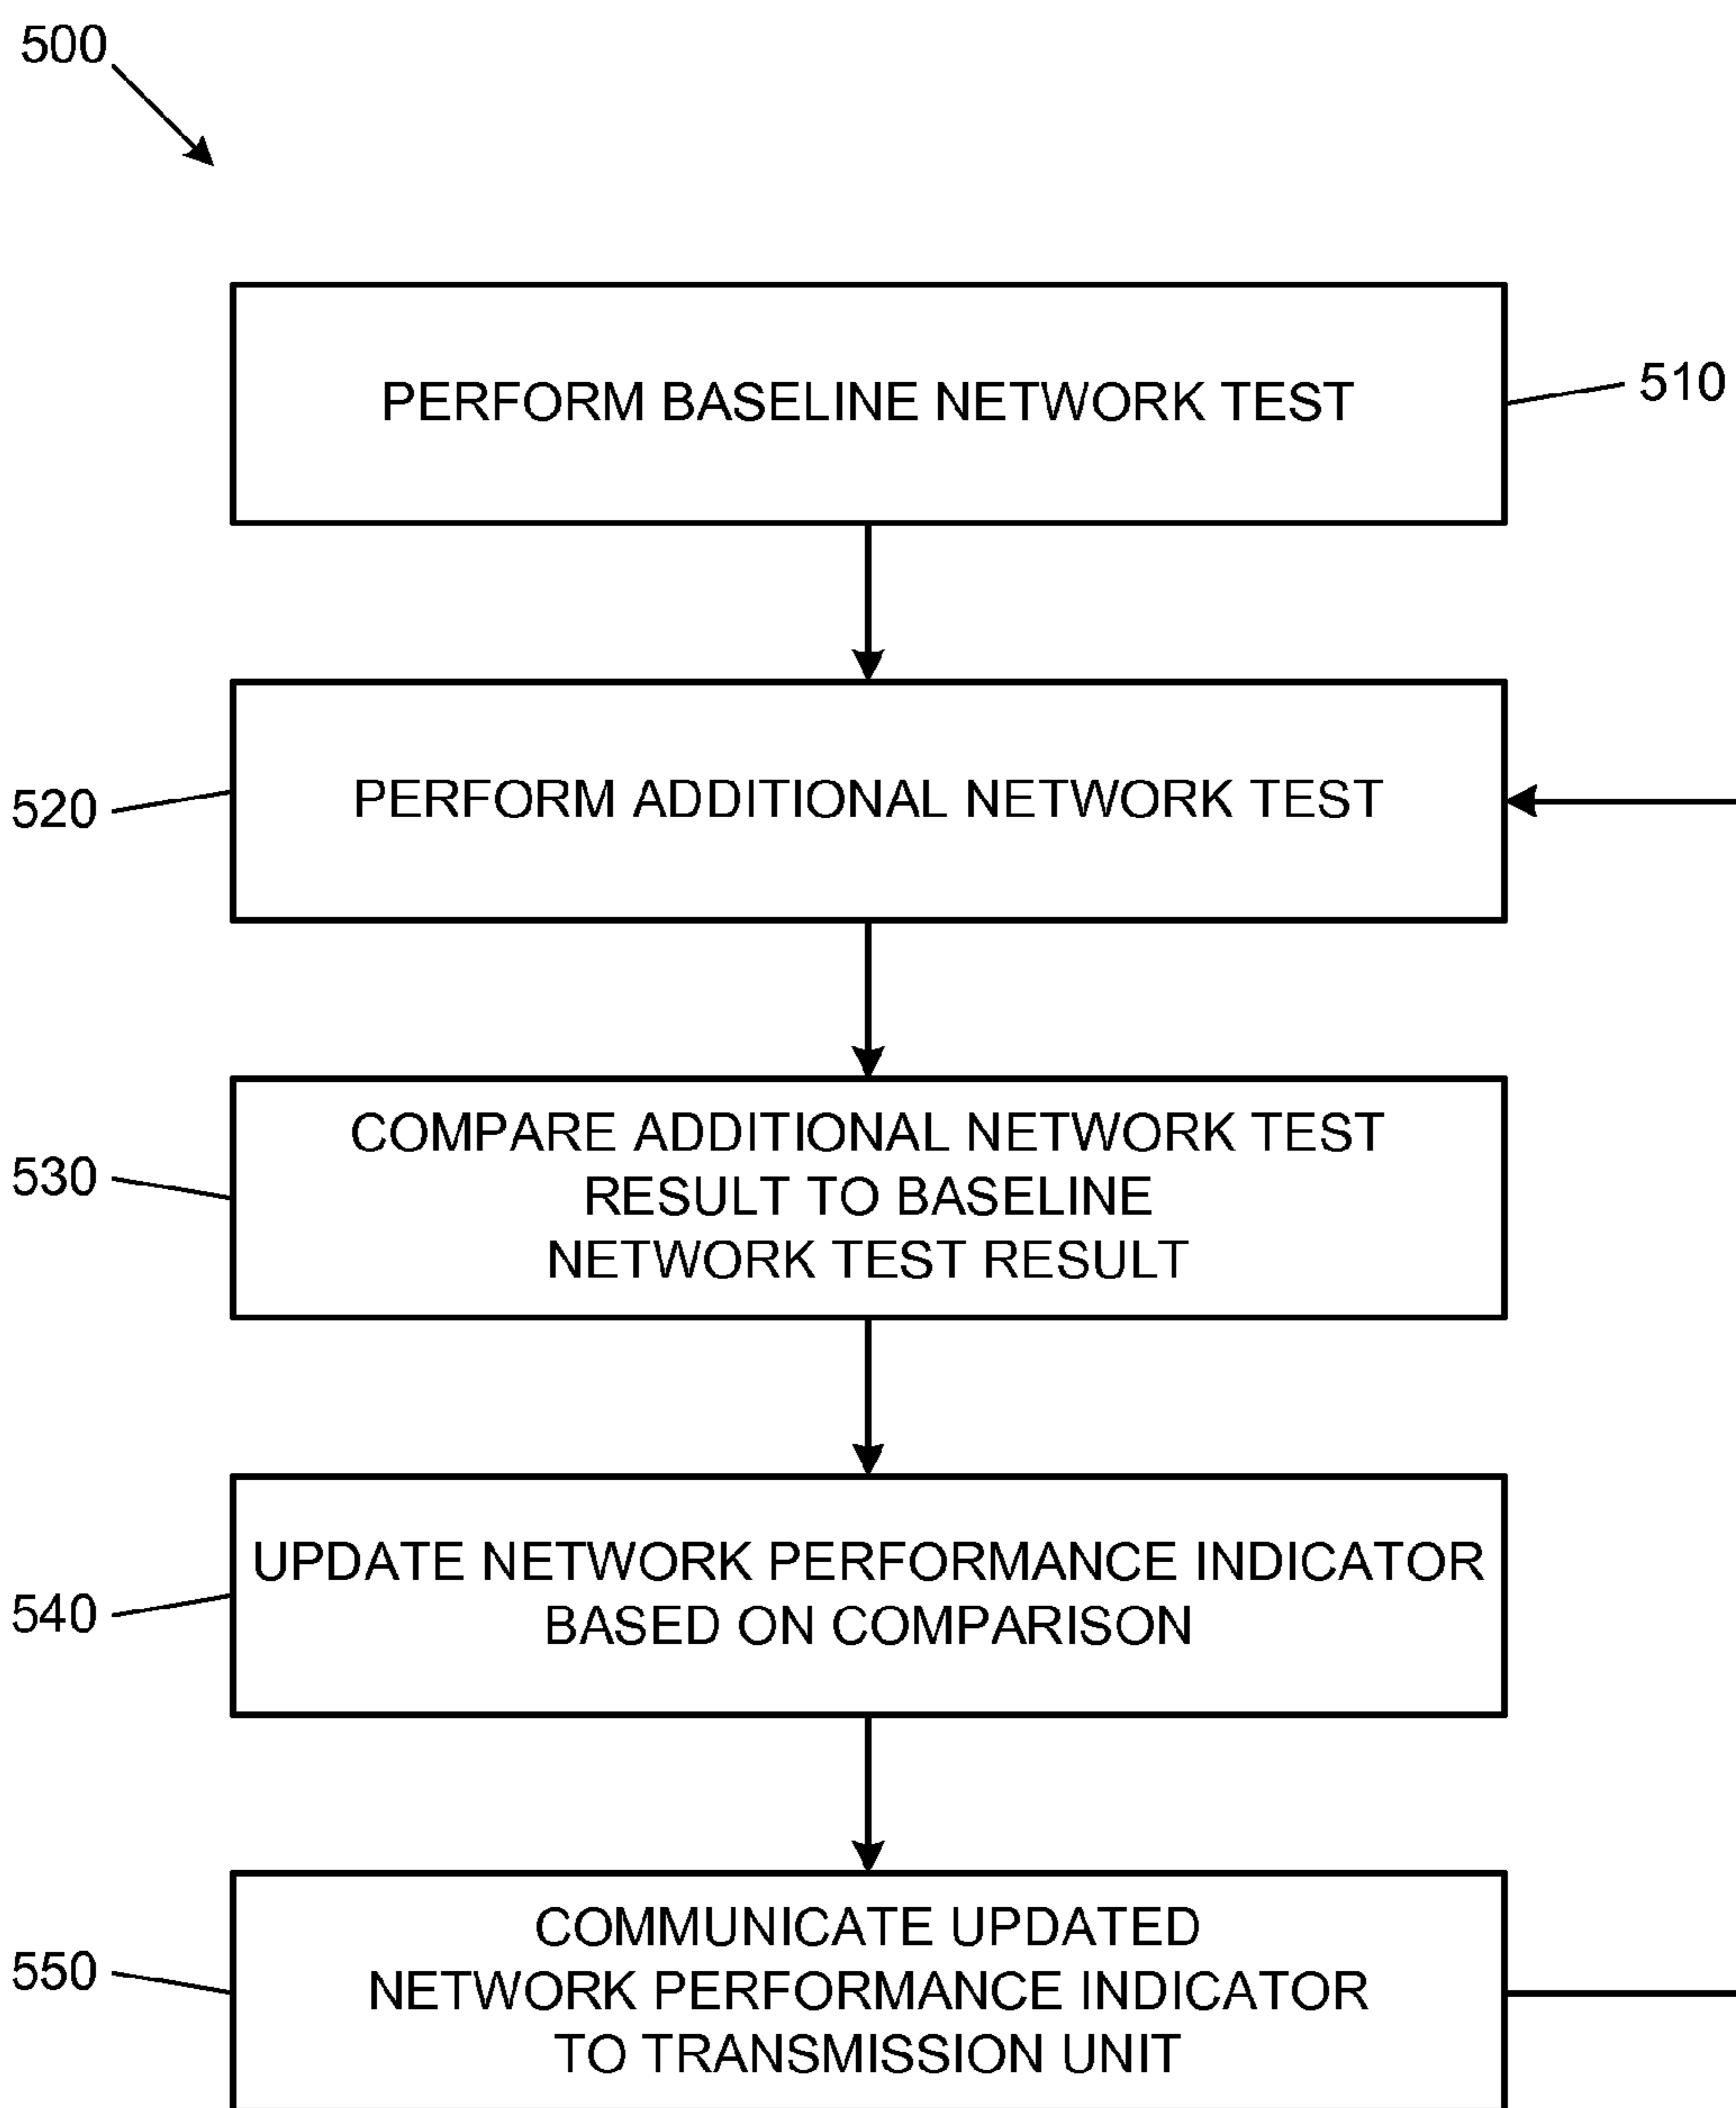 500
PERFORM BASELINE NETWORK TEST
510
PERFORM ADDITIONAL NETWORK TEST
520
COMPARE ADDITIONAL NETWORK TEST
RESULT TO BASELINE
NETWORK TEST RESULT
530
UPDATE NETWORK PERFORMANCE INDICATOR
BASED ON COMPARISON
540
COMMUNICATE UPDATED
NETWORK PERFORMANCE INDICATOR
TO TRANSMISSION UNIT
550